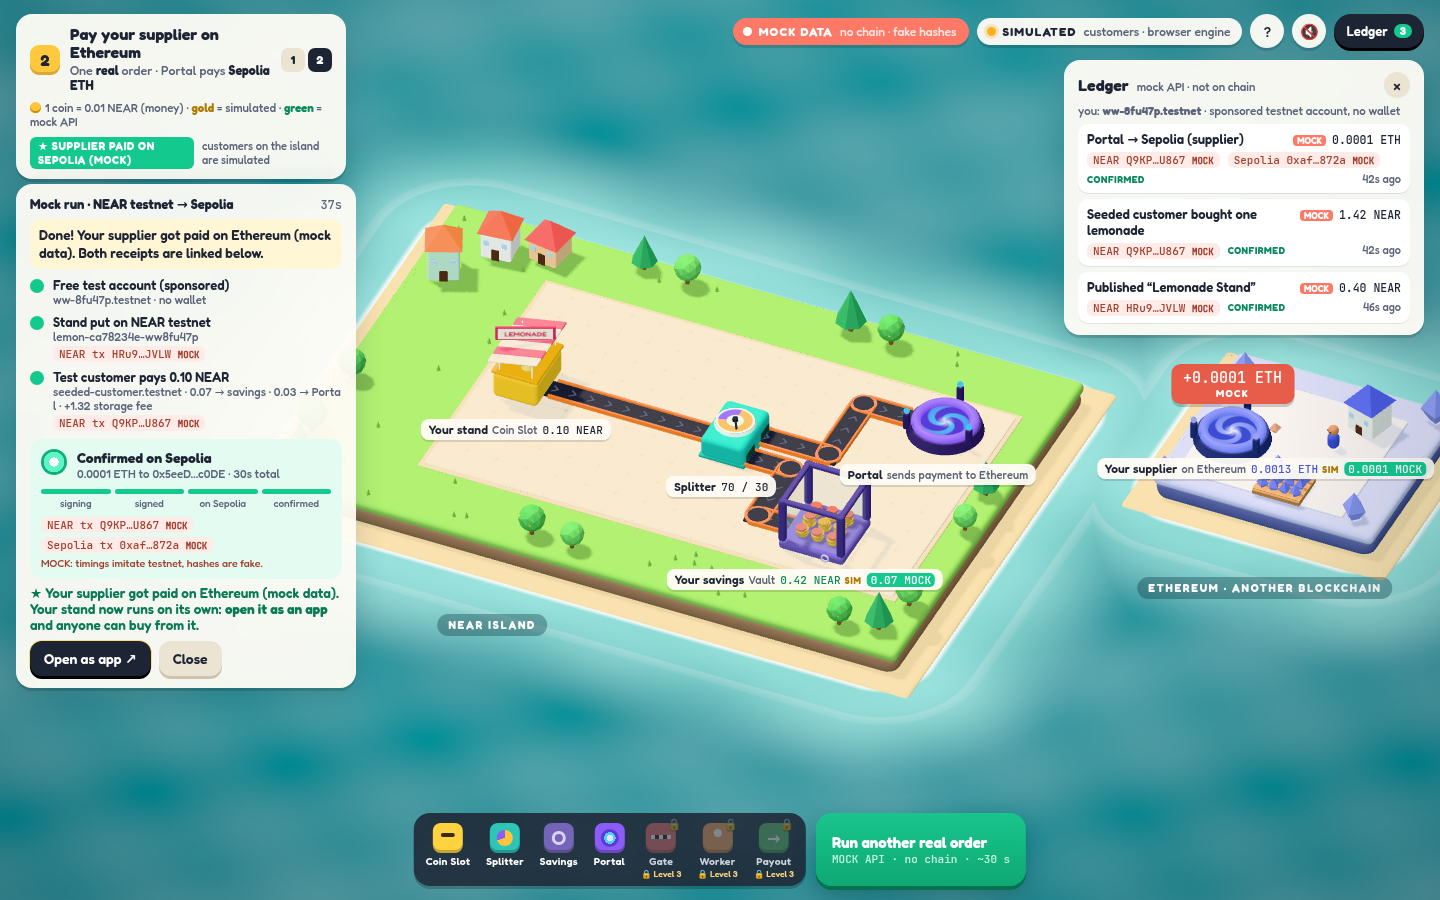 2
Pay your supplier on
Ethereum
One real order · Portal pays Sepolia
ETH
1
2
1 coin = 0.01 NEAR (money) · gold = simulated · green =
mock API
★ SUPPLIER PAID ON
SEPOLIA (MOCK)
customers on the island
are simulated
Mock run · NEAR testnet → Sepolia
37s
Done! Your supplier got paid on Ethereum (mock
data). Both receipts are linked below.
Free test account (sponsored)
ww-8fu47p.testnet · no wallet
Stand put on NEAR testnet
lemon-ca78234e-ww8fu47p
NEAR tx HRu9…JVLW MOCK
Test customer pays 0.10 NEAR
seeded-customer.testnet · 0.07 → savings · 0.03 → Porta
l · +1.32 storage fee
NEAR tx Q9KP…U867 MOCK
Confirmed on Sepolia
0.0001 ETH to 0x5eeD…c0DE · 30s total
signing
signed
on Sepolia
confirmed
NEAR tx Q9KP…U867 MOCK
Sepolia tx 0xaf…872a MOCK
MOCK: timings imitate testnet, hashes are fake.
★ Your supplier got paid on Ethereum (mock data).
Your stand now runs on its own: open it as an app
and anyone can buy from it.
Open as app ↗
Close
MOCK DATA no chain · fake hashes
SIMULATED customers · browser engine
?
Ledger 3
Ledger mock API · not on chain
×
you: ww-8fu47p.testnet · sponsored testnet account, no wallet
Portal → Sepolia (supplier)
MOCK 0.0001 ETH
NEAR Q9KP…U867 MOCK
Sepolia 0xaf…872a MOCK
CONFIRMED
42s ago
Seeded customer bought one
lemonade
MOCK 1.42 NEAR
NEAR Q9KP…U867 MOCK
CONFIRMED
42s ago
Published “Lemonade Stand”
MOCK 0.40 NEAR
NEAR HRu9…JVLW MOCK
CONFIRMED
46s ago
LEMONADE
Your stand Coin Slot 0.10 NEAR
Splitter 70 / 30
Portal sends payment to Ethereum
Your savings Vault 0.42 NEAR SIM 0.07 MOCK
NEAR ISLAND
+0.0001 ETH
MOCK
Your supplier on Ethereum 0.0013 ETH SIM 0.0001 MOCK
ETHEREUM · ANOTHER BLOCKCHAIN
Coin Slot
Splitter
Savings
Portal
Gate
Level 3
Worker
Level 3
Payout
Level 3
Run another real order
MOCK API · no chain · ~30 s